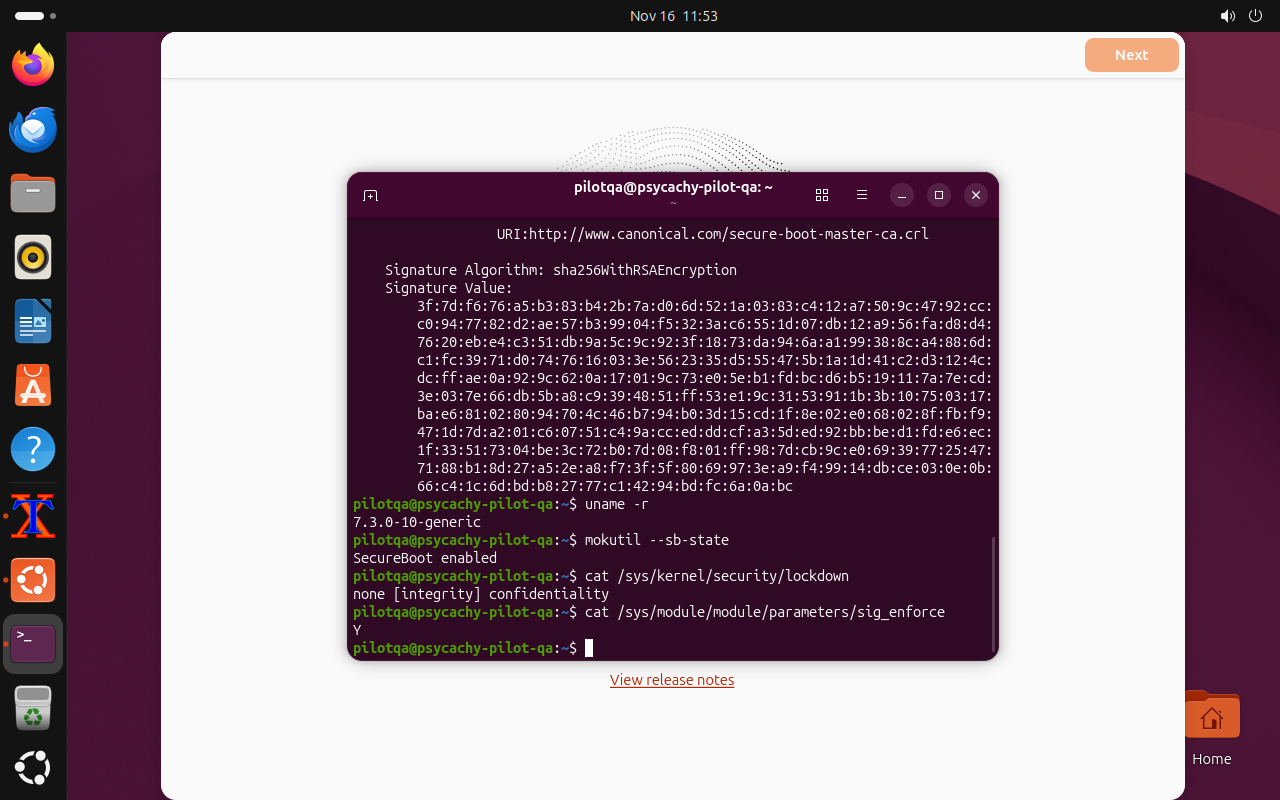 Nov 16 11:53
Next
pilotqa@psycachy-pilot-qa: ~
~
URI:http://www.canonical.com/secure-boot-master-ca.crl
Signature Algorithm: sha256WithRSAEncryption
Signature Value:
3f:7d:f6:76:a5:b3:83:b4:2b:7a:d0:6d:52:1a:03:83:c4:12:a7:50:9c:47:92:cc:
c0:94:77:82:d2:ae:57:b3:99:04:f5:32:3a:c6:55:1d:07:db:12:a9:56:fa:d8:d4:
76:20:eb:e4:c3:51:db:9a:5c:9c:92:3f:18:73:da:94:6a:a1:99:38:8c:a4:88:6d:
c1:fc:39:71:d0:74:76:16:03:3e:56:23:35:d5:55:47:5b:1a:1d:41:c2:d3:12:4c:
dc:ff:ae:0a:92:9c:62:0a:17:01:9c:73:e0:5e:b1:fd:bc:d6:b5:19:11:7a:7e:cd:
3e:03:7e:66:db:5b:a8:c9:39:48:51:ff:53:e1:9c:31:53:91:1b:3b:10:75:03:17:
ba:e6:81:02:80:94:70:4c:46:b7:94:b0:3d:15:cd:1f:8e:02:e0:68:02:8f:fb:f9:
47:1d:7d:a2:01:c6:07:51:c4:9a:cc:ed:dd:cf:a3:5d:ed:92:bb:be:d1:fd:e6:ec:
1f:33:51:73:04:be:3c:72:b0:7d:08:f8:01:ff:98:7d:cb:9c:e0:69:39:77:25:47:
71:88:b1:8d:27:a5:2e:a8:f7:3f:5f:80:69:97:3e:a9:f4:99:14:db:ce:03:0e:0b:
66:c4:1c:6d:bd:b8:27:77:c1:42:94:bd:fc:6a:0a:bc
pilotqa@psycachy-pilot-qa:~$ uname -r
7.3.0-10-generic
pilotqa@psycachy-pilot-qa:~$ mokutil --sb-state
SecureBoot enabled
pilotqa@psycachy-pilot-qa:~$ cat /sys/kernel/security/lockdown
none [integrity] confidentiality
pilotqa@psycachy-pilot-qa:~$ cat /sys/module/module/parameters/sig_enforce
Y
pilotqa@psycachy-pilot-qa:~$
View release notes
Home